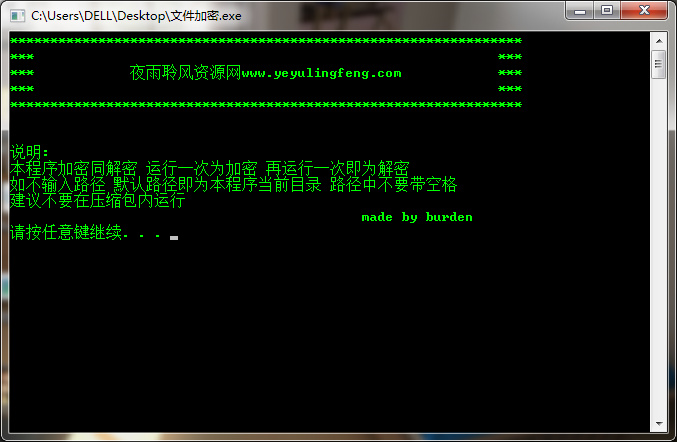 C:\Users\DELL\Desktop\文件加密.exe
****************************************************************
*** ***
*** 夜雨聆风资源网www.yeyulingfeng.com ***
*** ***
****************************************************************
说明:
本程序加密同解密 运行一次为加密 再运行一次即为解密
如不输入路径 默认路径即为本程序当前目录 路径中不要带空格
建议不要在压缩包内运行
made by burden
请按任意键继续. . .